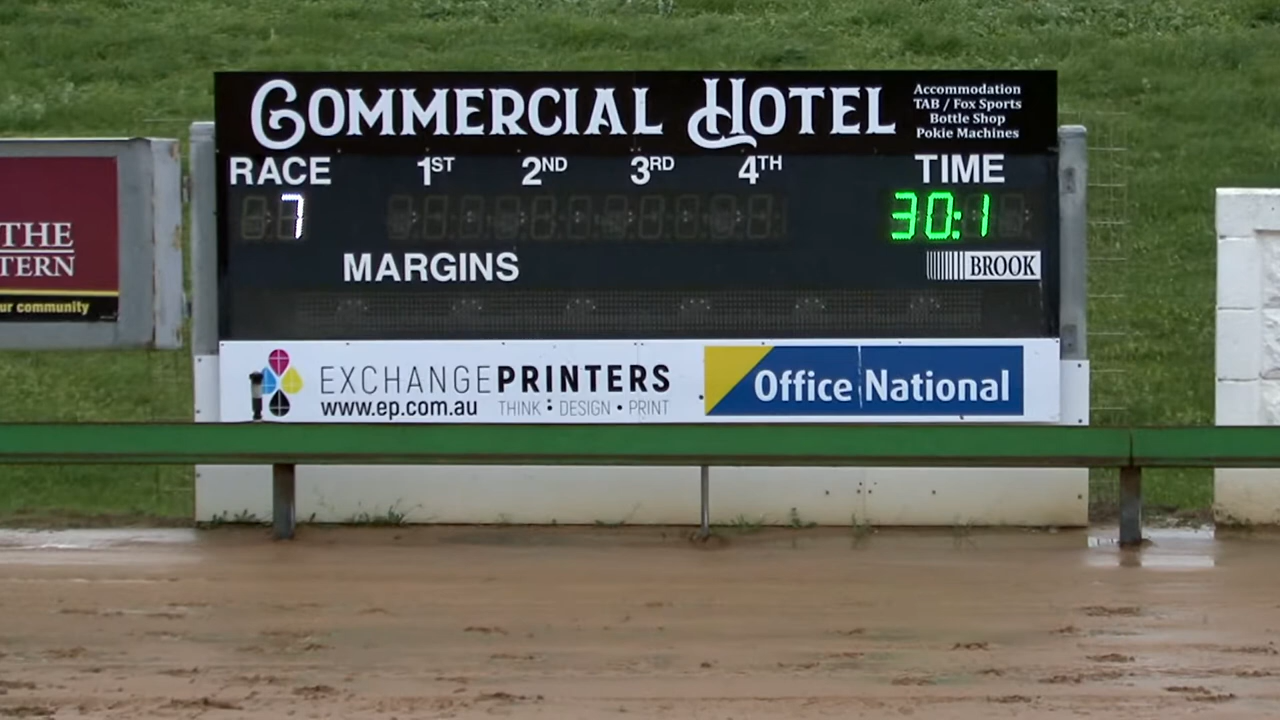 COMMERCIAL HOTEL
Accommodation
TAB / Fox Sports
Bottle Shop
Pokie Machines
RACE 1ST 2ND 3RD 4TH TIME
7 30:1
MARGINS
BROOK
THE
TERN
ur community
EXCHANGEPRINTERS
www.ep.com.au THINK : DESIGN • PRINT
Office National